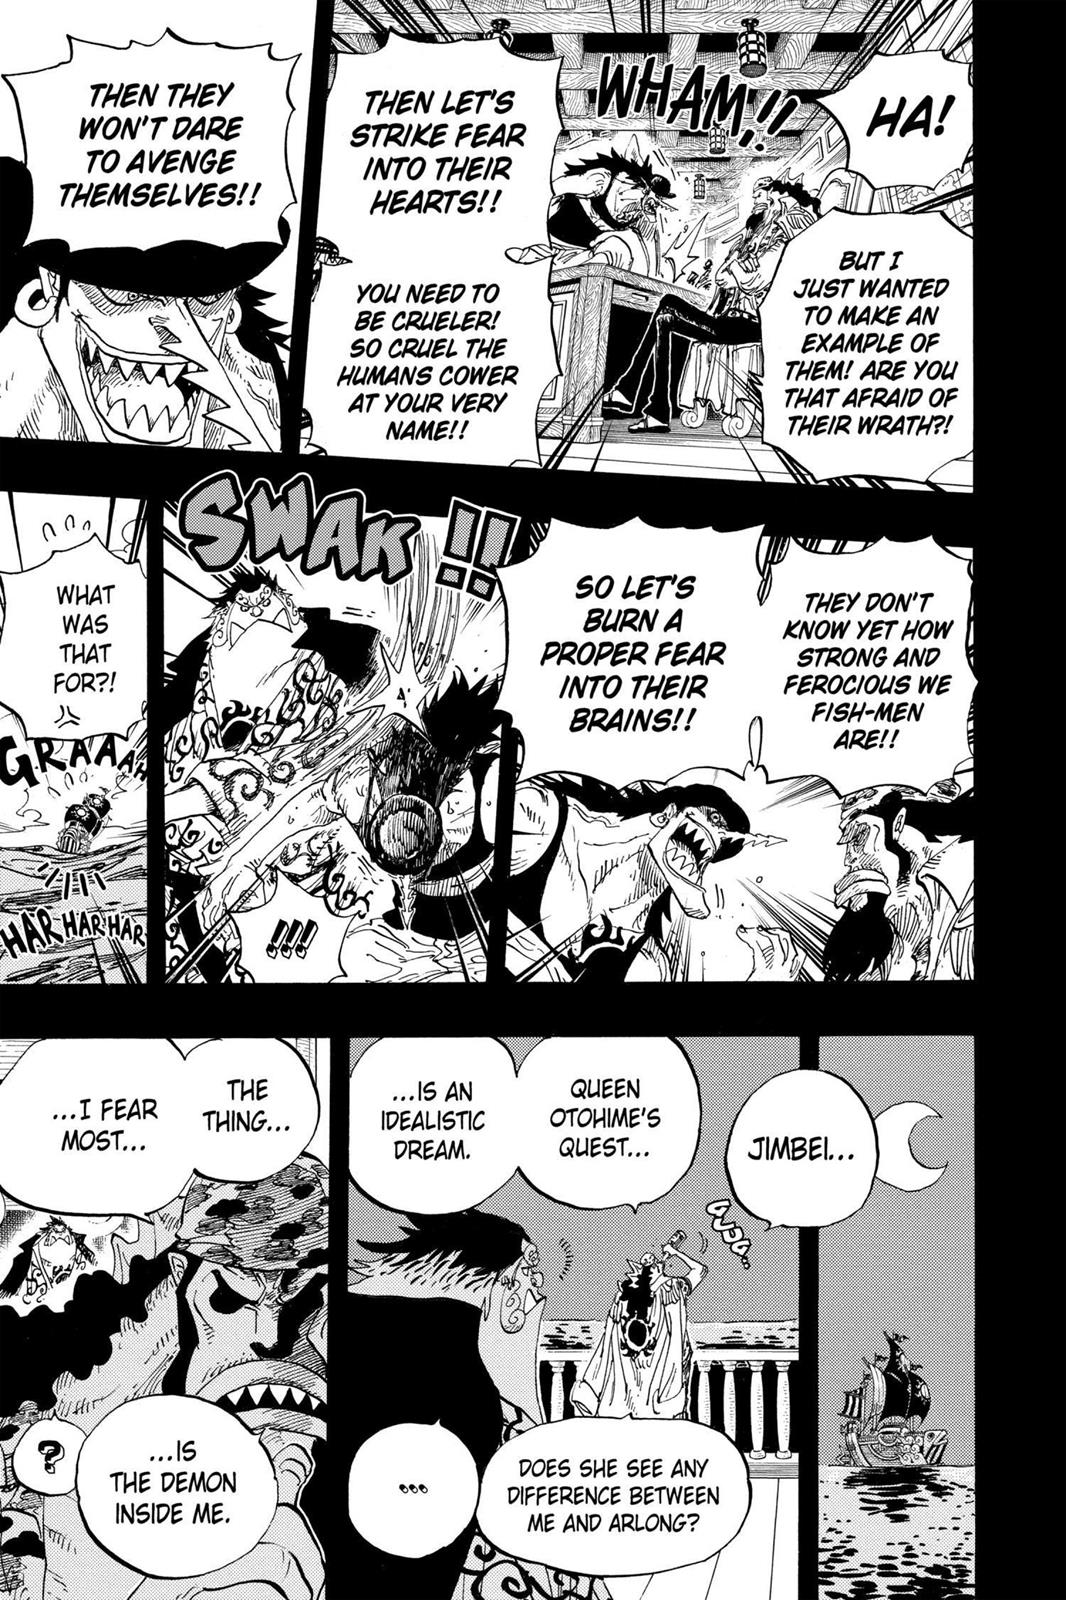 HA!
WHAM!!
BUT I
JUST WANTED
TO MAKE AN
EXAMPLE OF
THEM! ARE YOU
THAT AFRAID OF
THEIR WRATH?!
THEN LET'S
STRIKE FEAR
INTO THEIR
HEARTS!!
YOU NEED TO
BE CRUELER!
SO CRUEL THE
HUMANS COWER
AT YOUR VERY
NAME!!
THEN THEY
WON'T DARE
TO AVENGE
THEMSELVES!!
THEY DON'T
KNOW YET HOW
STRONG AND
FEROCIOUS WE
FISH-MEN
ARE!!
SO LET'S
BURN A
PROPER FEAR
INTO THEIR
BRAINS!!
SWAK!!
!!!
WHAT
WAS
THAT
FOR?!
GRAAAH
HAR HAR HAR HAR
JIMBEI...
QUEEN
OTOHIME'S
QUEST...
...IS AN
IDEALISTIC
DREAM.
DOES SHE SEE ANY
DIFFERENCE BETWEEN
ME AND ARLONG?
...
THE
THING...
...I FEAR
MOST...
?
...IS
THE DEMON
INSIDE ME.